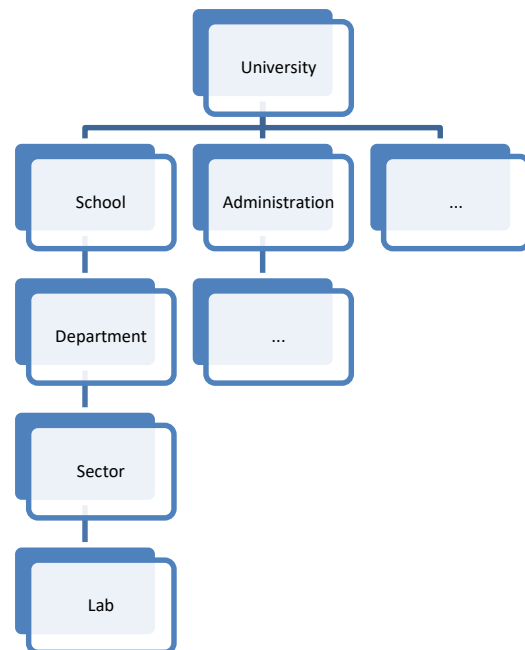 University
School
Administration
...
Department
...
Sector
Lab